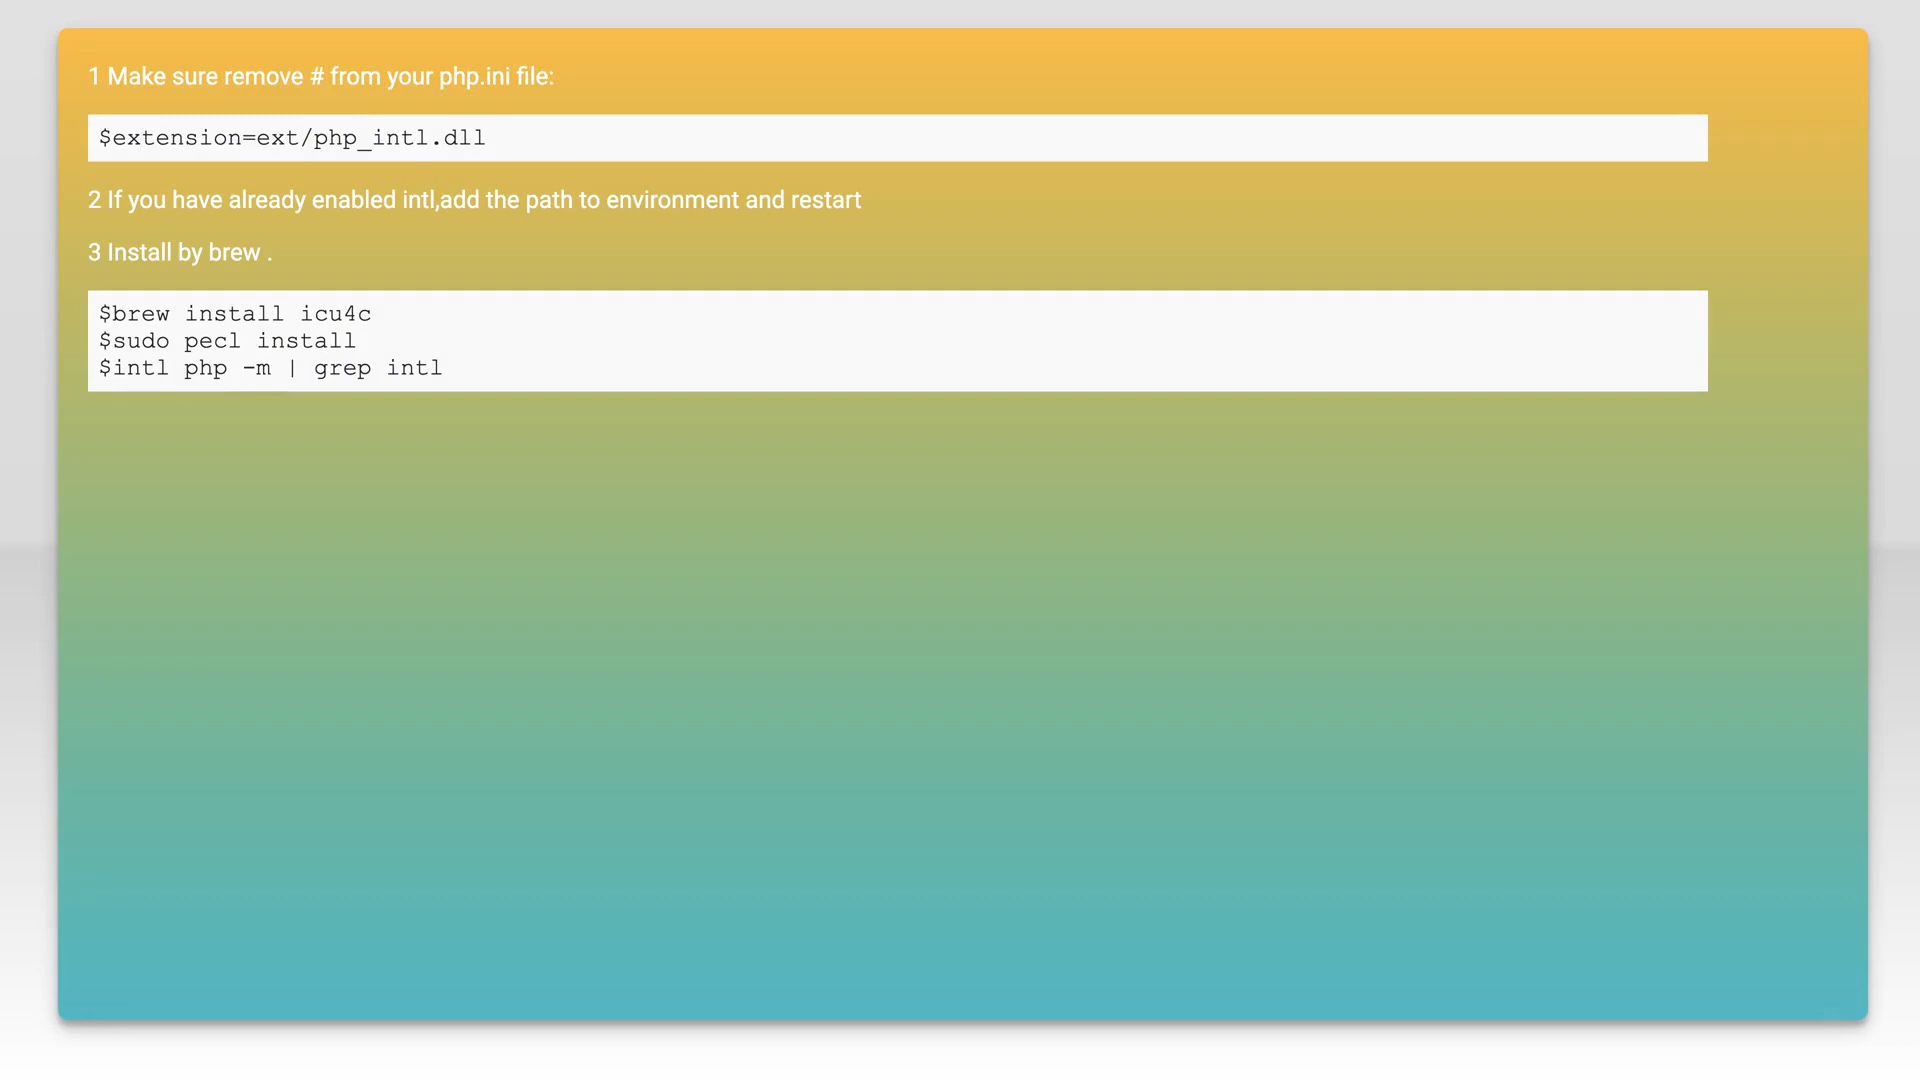 1 Make sure remove # from your php.ini file:
$extension=ext/php_intl.dll
2 If you have already enabled intl,add the path to environment and restart
3 Install by brew .
$brew install icu4c
$sudo pecl install
$intl php -m | grep intl